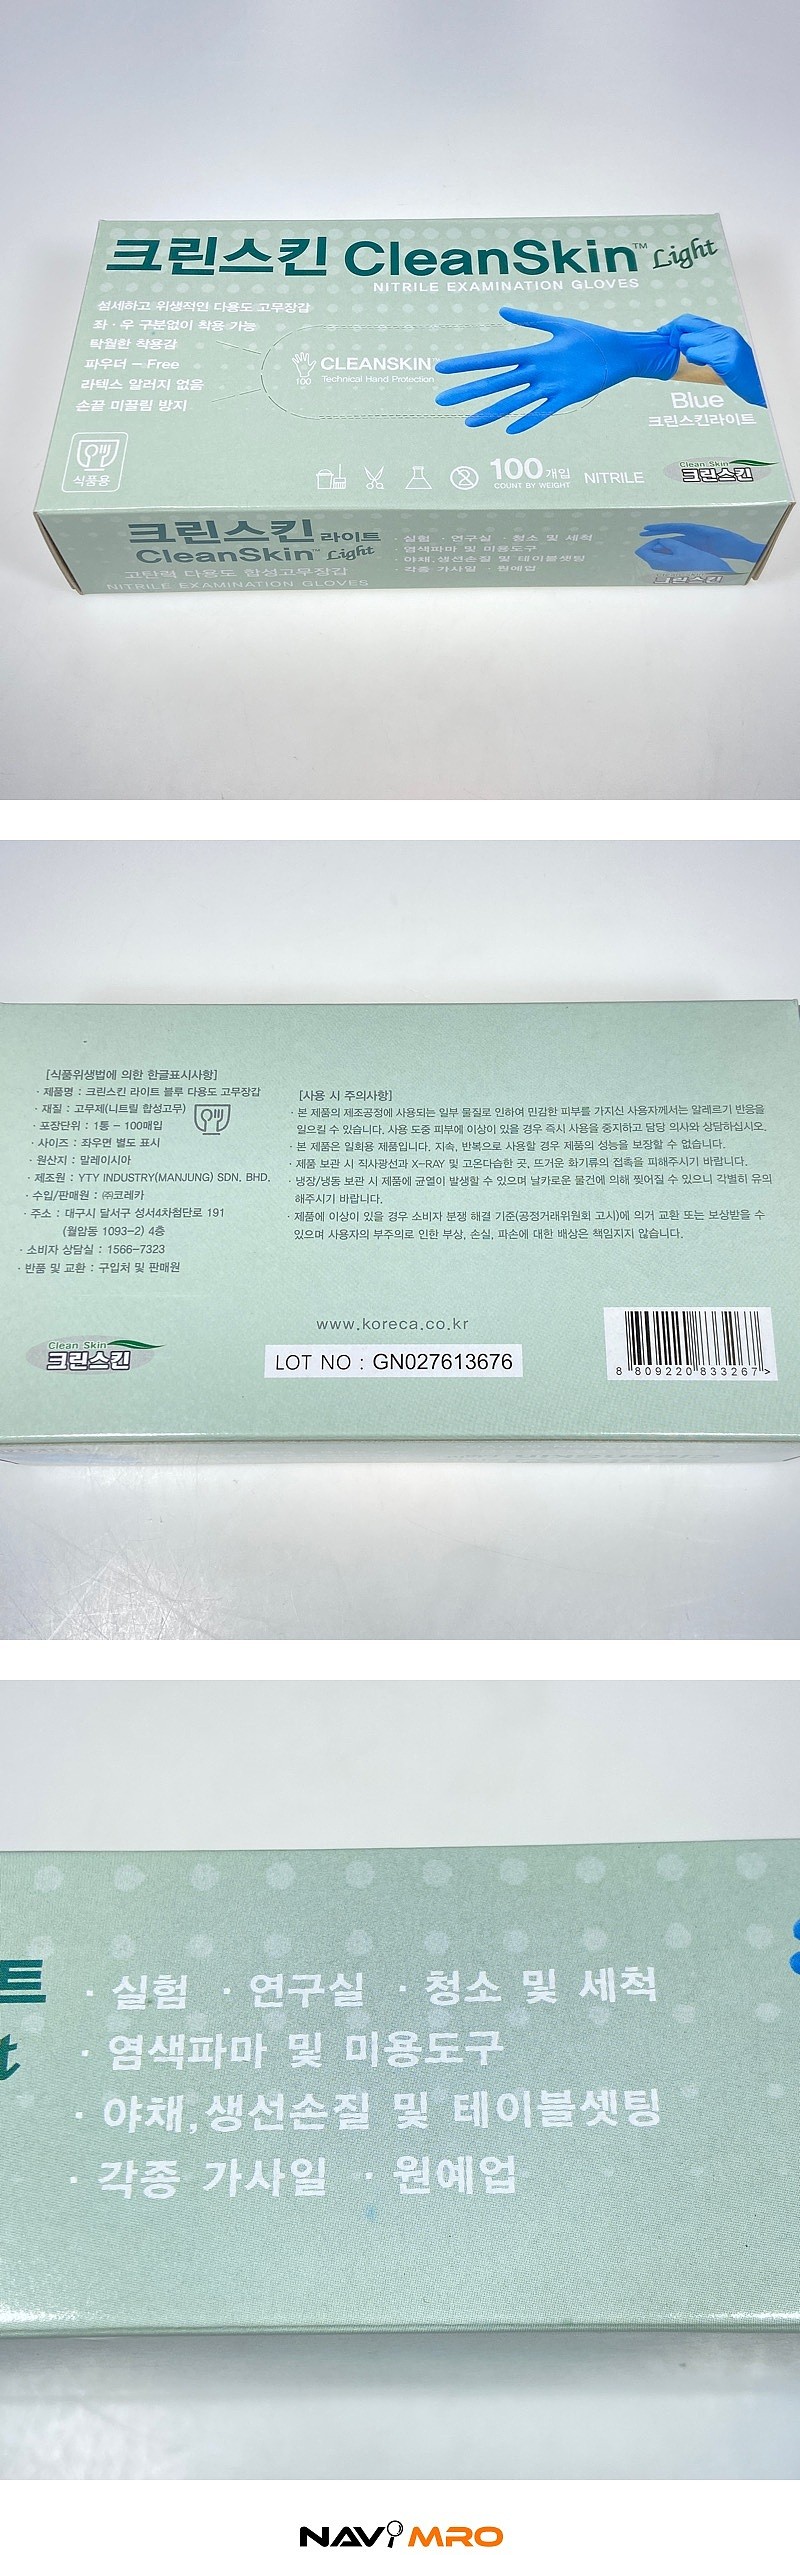 크린스킨 CleanSkin™ Light
NITRILE EXAMINATION GLOVES
섬세하고 위생적인 다용도 고무장갑
좌 · 우 구분없이 착용 가능
탁월한 착용감
파우더 – Free
라텍스 알러지 없음
손끝 미끌림 방지
100
CLEANSKIN™
Technical Hand Protection
Blue
크린스킨라이트
식품용
100개입
COUNT BY WEIGHT
NITRILE
Clean Skin
크린스킨
크린스킨 라이트
CleanSkin™ Light
고탄력 다용도 합성고무장갑
NITRILE EXAMINATION GLOVES
· 실험 · 연구실 · 청소 및 세척
· 염색파마 및 미용도구
· 야채,생선손질 및 테이블셋팅
· 각종 가사일 · 원예업
크린스킨
[식품위생법에 의한 한글표시사항]
· 제품명 : 크린스킨 라이트 블루 다용도 고무장갑
· 재질 : 고무제(니트릴 합성고무)
· 포장단위 : 1통 – 100매입
· 사이즈 : 좌우면 별도 표시
· 원산지 : 말레이시아
· 제조원 : YTY INDUSTRY(MANJUNG) SDN. BHD.
· 수입/판매원 : ㈜코레카
· 주소 : 대구시 달서구 성서4차첨단로 191
(월암동 1093-2) 4층
· 소비자 상담실 : 1566-7323
· 반품 및 교환 : 구입처 및 판매원
[사용 시 주의사항]
· 본 제품의 제조공정에 사용되는 일부 물질로 인하여 민감한 피부를 가지신 사용자께서는 알레르기 반응을
일으킬 수 있습니다. 사용 도중 피부에 이상이 있을 경우 즉시 사용을 중지하고 담당 의사와 상담하십시오.
· 본 제품은 일회용 제품입니다. 지속, 반복으로 사용할 경우 제품의 성능을 보장할 수 없습니다.
· 제품 보관 시 직사광선과 X-RAY 및 고온다습한 곳, 뜨거운 화기류의 접촉을 피해주시기 바랍니다.
· 냉장/냉동 보관 시 제품에 균열이 발생할 수 있으며 날카로운 물건에 의해 찢어질 수 있으니 각별히 유의
해주시기 바랍니다.
· 제품에 이상이 있을 경우 소비자 분쟁 해결 기준(공정거래위원회 고시)에 의거 교환 또는 보상받을 수
있으며 사용자의 부주의로 인한 부상, 손실, 파손에 대한 배상은 책임지지 않습니다.
www.koreca.co.kr
Clean Skin
크린스킨
LOT NO : GN027613676
8 809220 833267 >
트
t
· 실험 · 연구실 · 청소 및 세척
· 염색파마 및 미용도구
· 야채,생선손질 및 테이블셋팅
· 각종 가사일 · 원예업
NAVi MRO